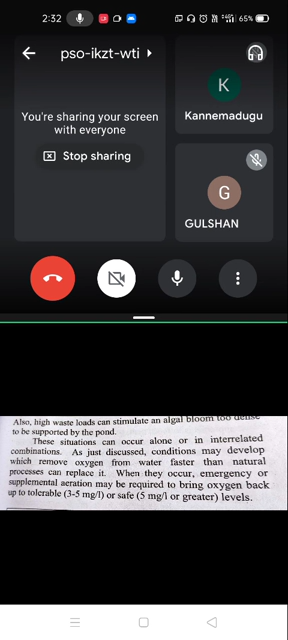 2:32
65%
pso-ikzt-wti
You're sharing your screen
with everyone
Stop sharing
K
Kannemadugu
G
GULSHAN
Also, high waste loads can stimulate an algal bloom too dense
to be supported by the pond.
These situations can occur alone or in interrelated
combinations. As just discussed, conditions may develop
which remove oxygen from water faster than natural
processes can replace it. When they occur, emergency or
supplemental aeration may be required to bring oxygen back
up to tolerable (3-5 mg/l) or safe (5 mg/l or greater) levels.